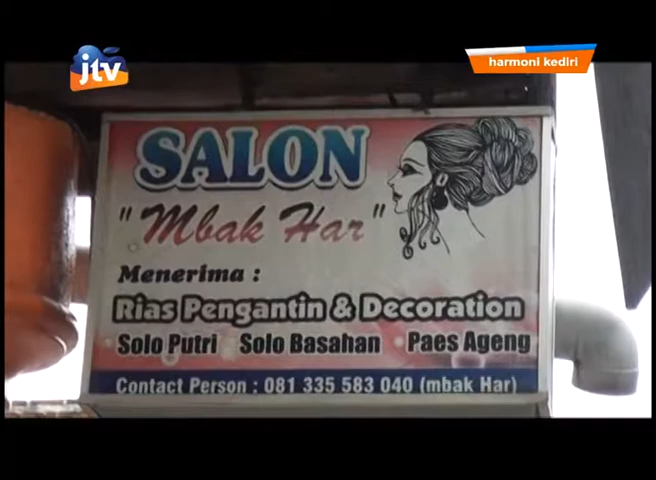 jtv
harmoni kediri
SALON
"Mbak Har"
Menerima :
Rias Pengantin & Decoration
Solo Putri Solo Basahan Paes Ageng
Contact Person : 081 335 583 040 (mbak Har)